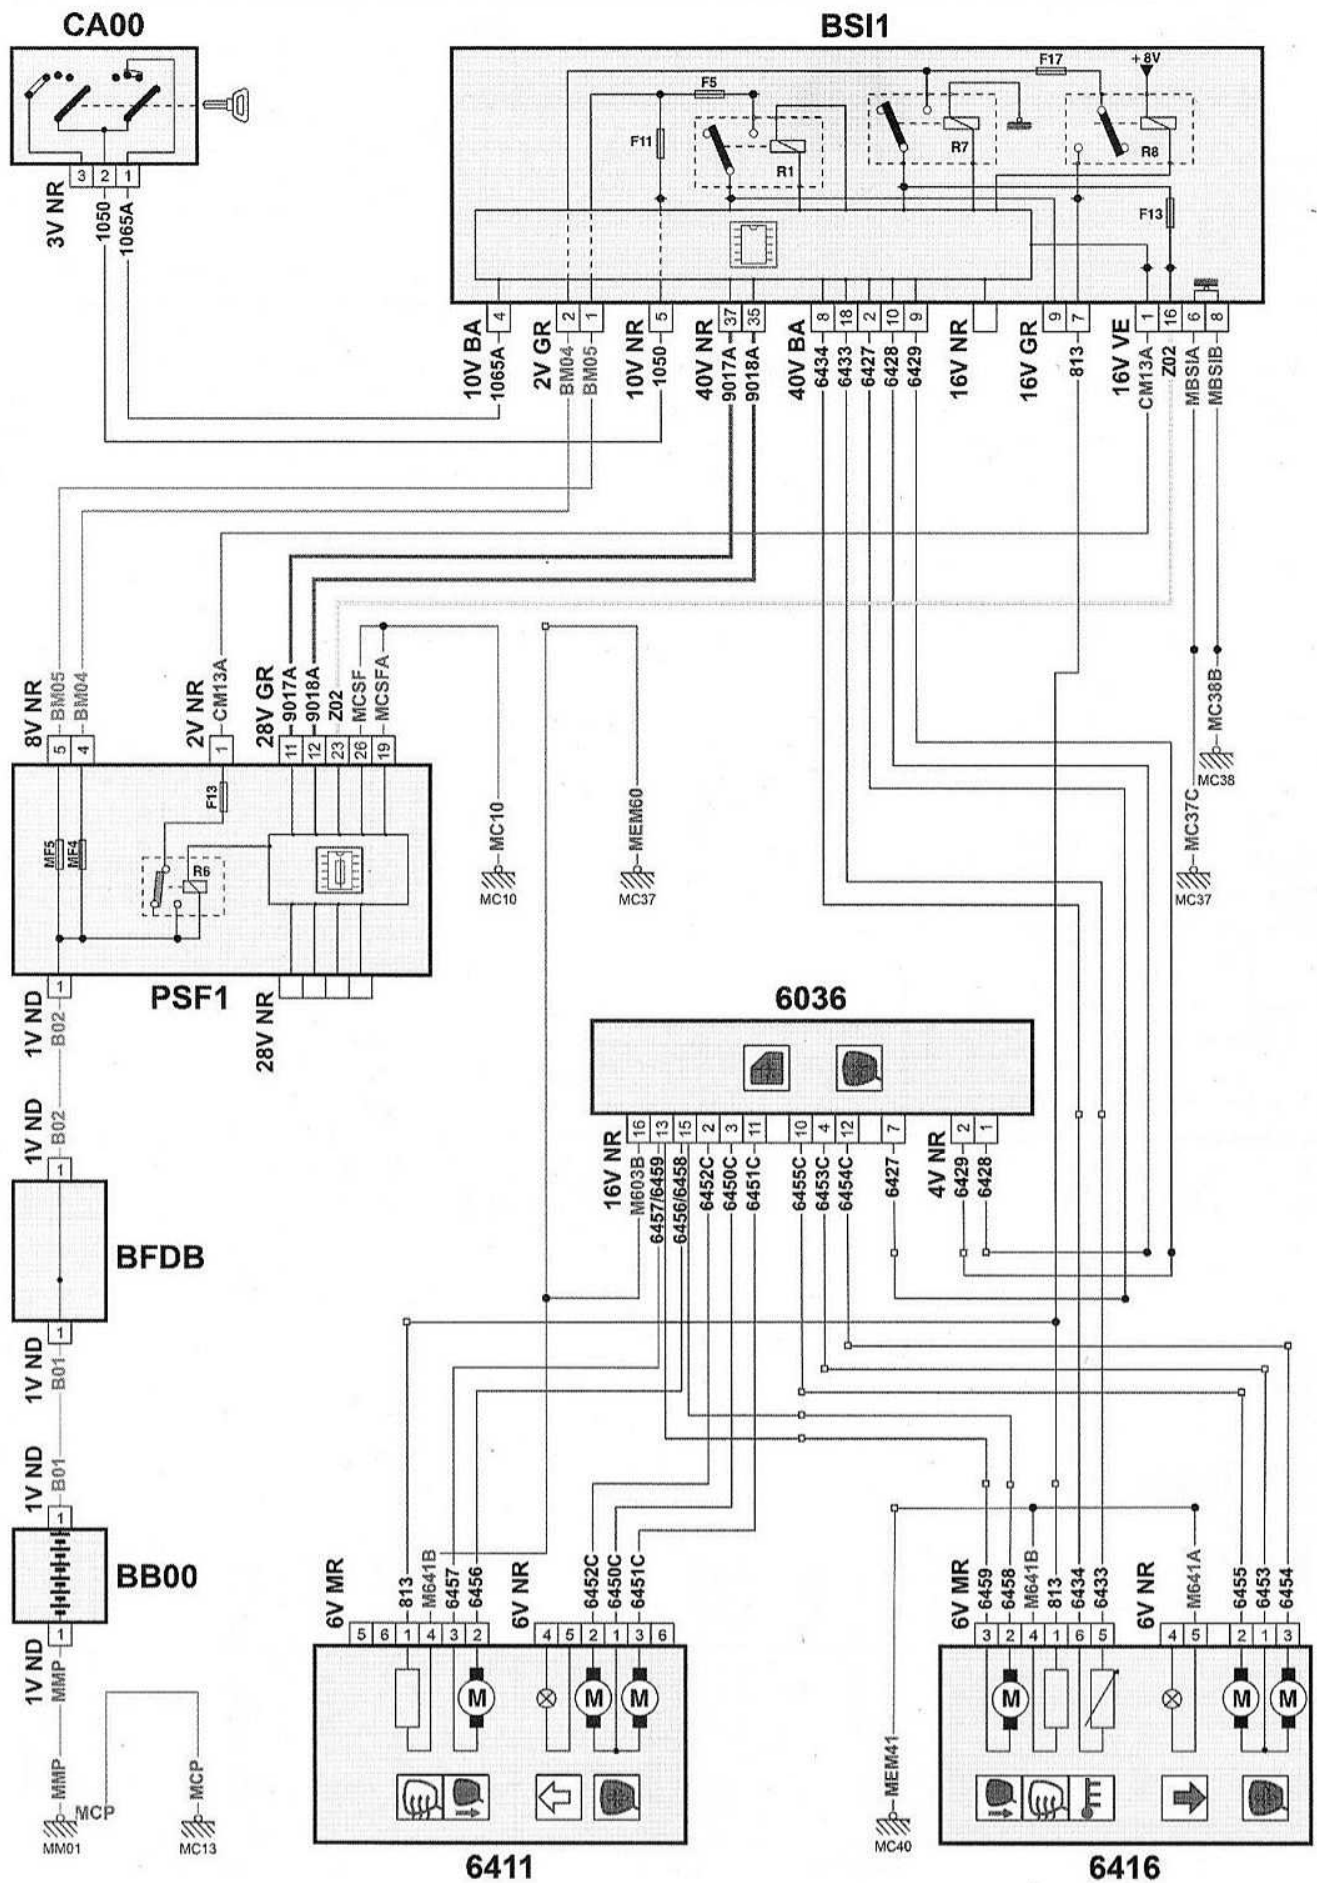 CA00
BSI1
3 2 1
3V NR
1050
1065A
F5
F11
R1
F17
+ 8V
R7
R8
F13
4 2 1 5 37 35 8 18 2 10 9 9 7 1 16 6 8
10V BA
1065A
2V GR
BM04
BM05
10V NR
1050
40V NR
9017A
9018A
40V BA
6434
6433
6427
6428
6429
16V NR
16V GR
813
16V VE
CM13A
Z02
MBSIA
MBSIB
8V NR
BM05
BM04
2V NR
CM13A
28V GR
9017A
9018A
Z02
MCSF
MCSFA
5 4 1 11 12 23 26 19
MF5
MF4
F13
R6
MC10
MC10
MEM60
MC37
MC38B
MC38
MC37C
MC37
1
PSF1
28V NR
1V ND
B02
1V ND
B02
1
BFDB
1
1V ND
B01
1V ND
B01
1
BB00
1
1V ND
MMP
MMP
MCP
MCP
MM01
MC13
6036
16 13 15 2 3 11 10 4 12 7 2 1
16V NR
M603B
6457/6459
6456/6458
6452C
6450C
6451C
6455C
6453C
6454C
6427
4V NR
6429
6428
6V MR
813
M641B
6457
6456
6V NR
6452C
6450C
6451C
5 6 1 4 3 2 4 5 2 1 3 6
M M M
6411
MEM41
MC40
6V MR
6459
6458
M641B
813
6434
6433
6V NR
M641A
6455
6453
6454
3 2 4 1 6 5 4 5 2 1 3
M M M
6416